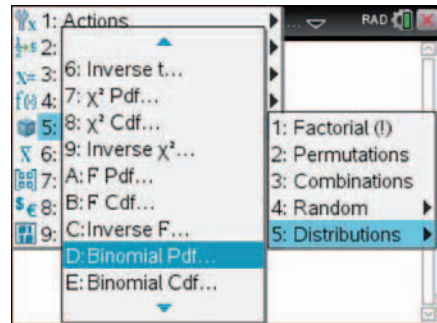 1: Actions
... RAD
2:
x= 3:
f(x) 4:
5:
x̄ 6:
7:
$€ 8:
9:
6: Inverse t...
7: χ² Pdf...
8: χ² Cdf...
9: Inverse χ²...
A: F Pdf...
B: F Cdf...
C: Inverse F...
D: Binomial Pdf...
E: Binomial Cdf...
1: Factorial (!)
2: Permutations
3: Combinations
4: Random
5: Distributions